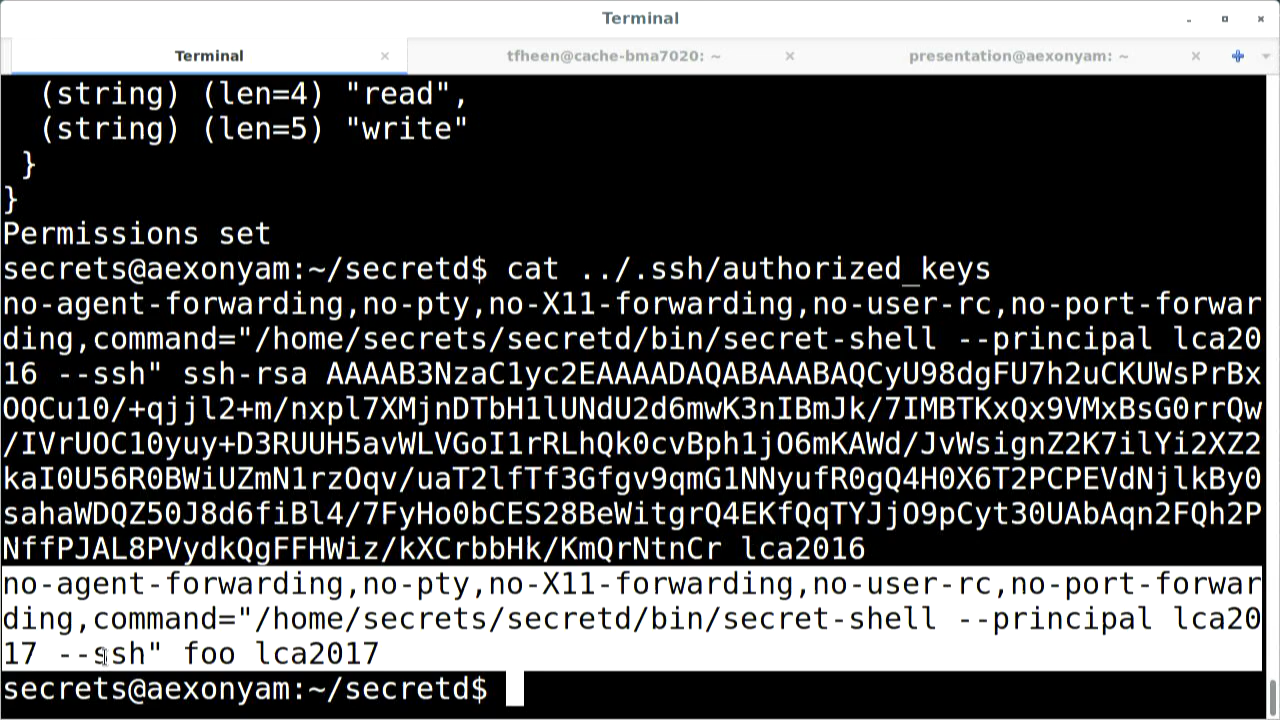 Terminal
Terminal
tfheen@cache-bma7020: ~
presentation@aexonyam: ~
(string) (len=4) "read",
(string) (len=5) "write"
}
}
Permissions set
secrets@aexonyam:~/secretd$ cat ../.ssh/authorized_keys
no-agent-forwarding,no-pty,no-X11-forwarding,no-user-rc,no-port-forwar
ding,command="/home/secrets/secretd/bin/secret-shell --principal lca20
16 --ssh" ssh-rsa AAAAB3NzaC1yc2EAAAADAQABAAABAQCyU98dgFU7h2uCKUWsPrBx
OQCu10/+qjjl2+m/nxpl7XMjnDTbH1lUNdU2d6mwK3nIBmJk/7IMBTKxQx9VMxBsG0rrQw
/IVrUOC10yuy+D3RUUH5avWLVGoI1rRLhQk0cvBph1jO6mKAWd/JvWsignZ2K7ilYi2XZ2
kaI0U56R0BWiUZmN1rzOqv/uaT2lfTf3Gfgv9qmG1NNyufR0gQ4H0X6T2PCPEVdNjlkBy0
sahaWDQZ50J8d6fiBl4/7FyHo0bCES28BeWitgrQ4EKfQqTYJjO9pCyt30UAbAqn2FQh2P
NffPJAL8PVydkQgFFHWiz/kXCrbbHk/KmQrNtnCr lca2016
no-agent-forwarding,no-pty,no-X11-forwarding,no-user-rc,no-port-forwar
ding,command="/home/secrets/secretd/bin/secret-shell --principal lca20
17 --ssh" foo lca2017
secrets@aexonyam:~/secretd$